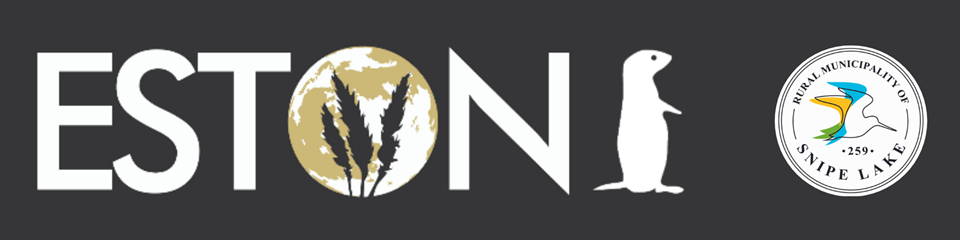 ESTON
RURAL MUNICIPALITY OF
·259·
SNIPE LAKE